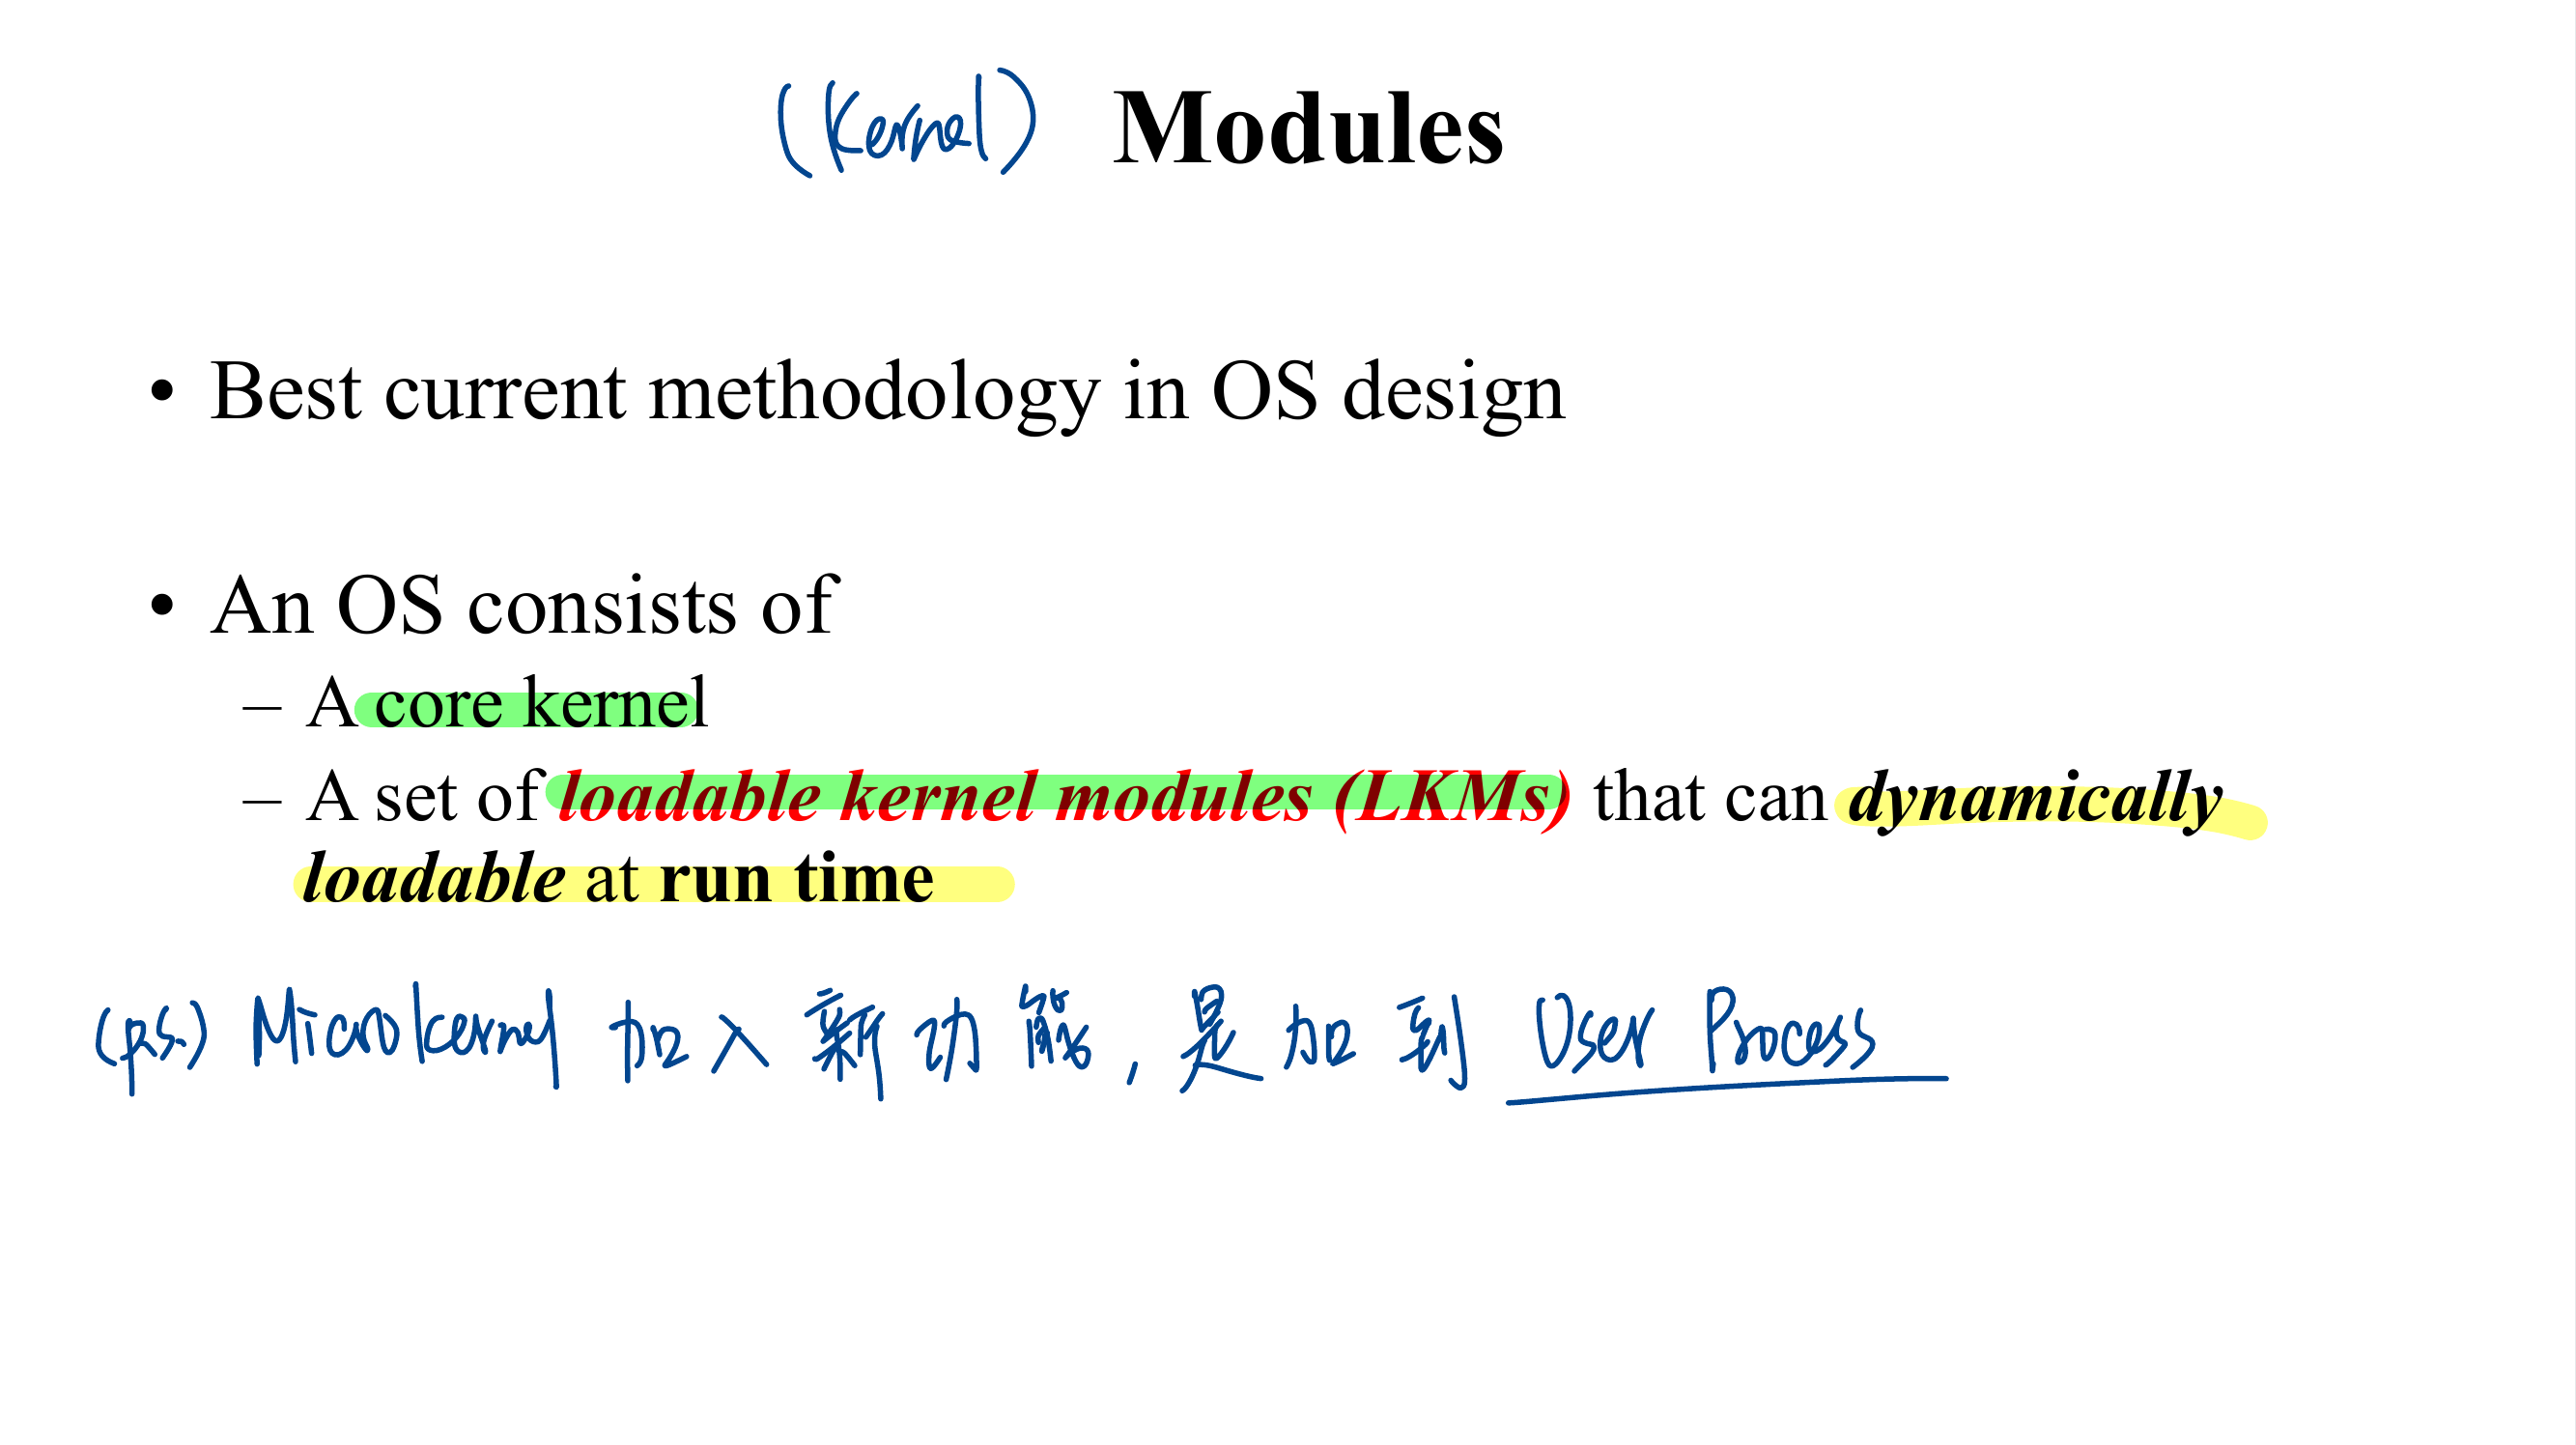 (Kernel) Modules
• Best current methodology in OS design
• An OS consists of
– A core kernel
– A set of loadable kernel modules (LKMs) that can dynamically
loadable at run time
(p.s.) Microkernel 加入新功能, 是加到 User Process